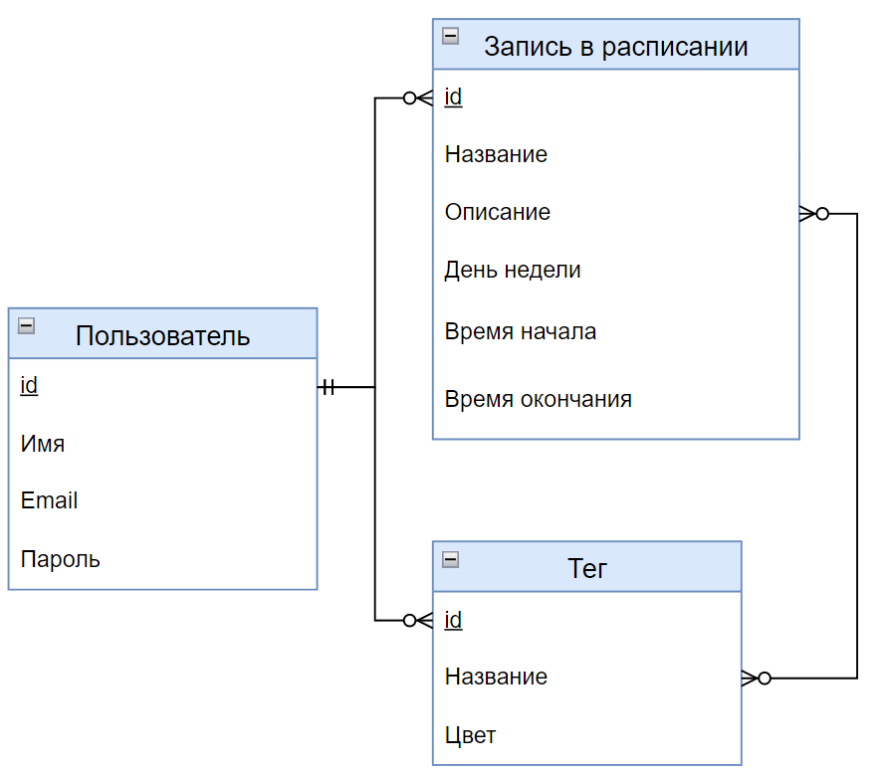 Запись в расписании
id
Название
Описание
День недели
Время начала
Время окончания
Пользователь
id
Имя
Email
Пароль
Тег
id
Название
Цвет